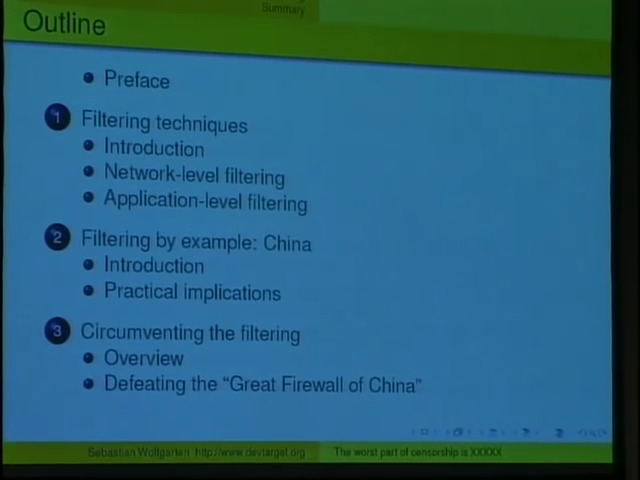 Summary
Outline
Preface
1 Filtering techniques
Introduction
Network-level filtering
Application-level filtering
2 Filtering by example: China
Introduction
Practical implications
3 Circumventing the filtering
Overview
Defeating the “Great Firewall of China”
Sebastian Wolfgarten http://www.devtarget.org The worst part of censorship is XXXXX